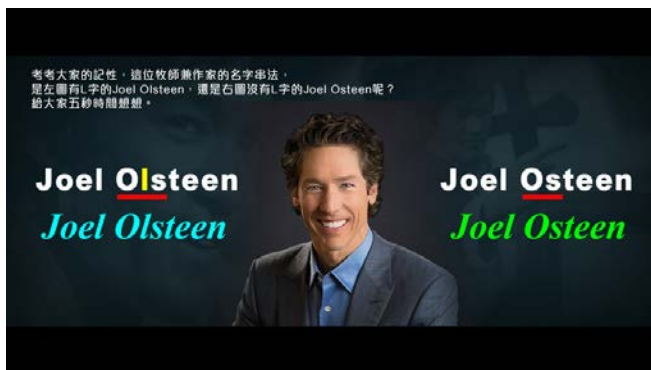 考考大家的記性，這位牧師兼作家的名字串法，
是左圖有L字的Joel Olsteen，還是右圖沒有L字的Joel Osteen呢？
給大家五秒時間想想。
Joel Olsteen
Joel Olsteen
Joel Osteen
Joel Osteen